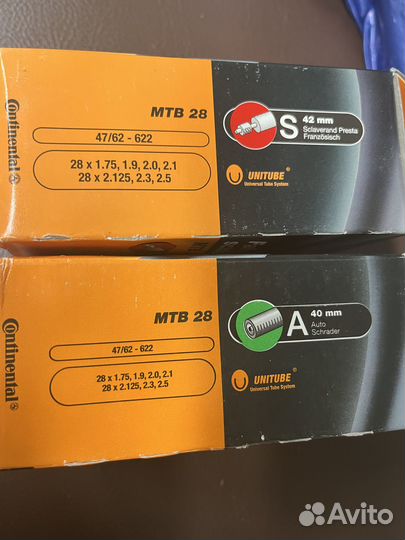 Continental
MTB 28
47/62 - 622
28 x 1.75, 1.9, 2.0, 2.1
28 x 2.125, 2.3, 2.5
S
42 mm
Sclaverand Presta
Französisch
UNITUBE®
Universal Tube System
Continental
MTB 28
47/62 - 622
28 x 1.75, 1.9, 2.0, 2.1
28 x 2.125, 2.3, 2.5
A
40 mm
Auto
Schrader
UNITUBE®
Universal Tube System
Avito